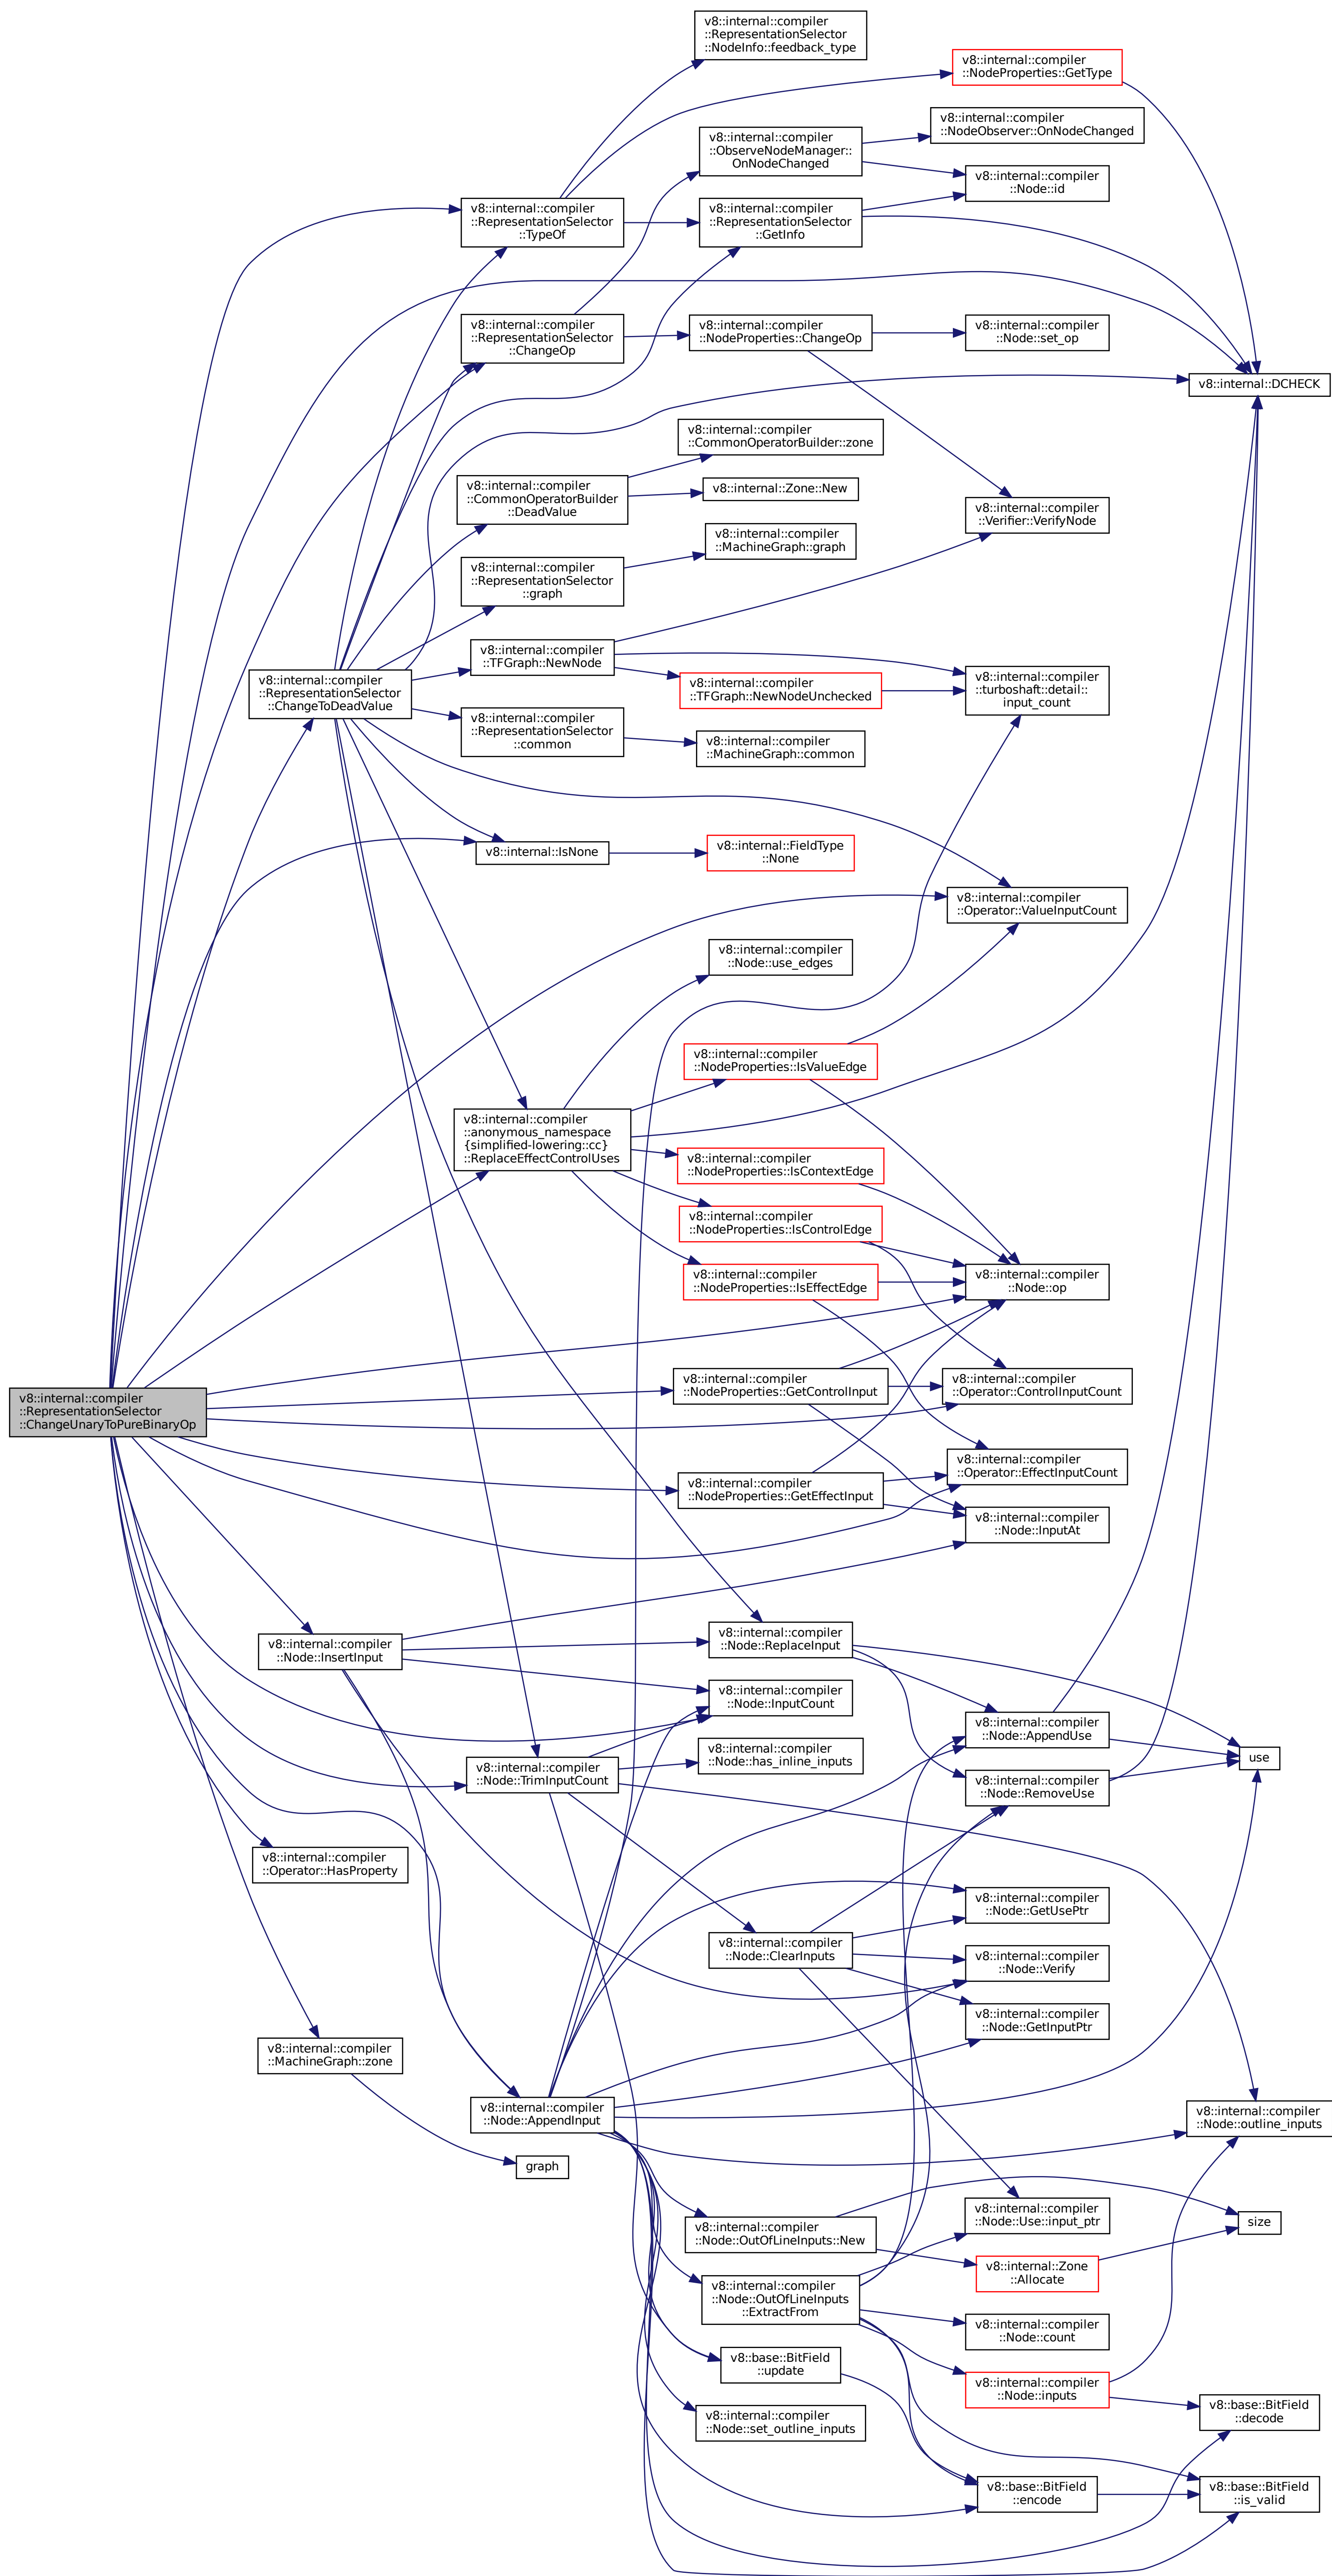 v8::internal::compiler
::RepresentationSelector
::NodeInfo::feedback_type
v8::internal::compiler
::NodeProperties::GetType
v8::internal::compiler
::NodeObserver::OnNodeChanged
v8::internal::compiler
::ObserveNodeManager::
OnNodeChanged
v8::internal::compiler
::Node::id
v8::internal::compiler
::RepresentationSelector
::TypeOf
v8::internal::compiler
::RepresentationSelector
::GetInfo
v8::internal::compiler
::RepresentationSelector
::ChangeOp
v8::internal::compiler
::NodeProperties::ChangeOp
v8::internal::compiler
::Node::set_op
v8::internal::DCHECK
v8::internal::compiler
::CommonOperatorBuilder::zone
v8::internal::compiler
::CommonOperatorBuilder
::DeadValue
v8::internal::Zone::New
v8::internal::compiler
::Verifier::VerifyNode
v8::internal::compiler
::MachineGraph::graph
v8::internal::compiler
::RepresentationSelector
::graph
v8::internal::compiler
::TFGraph::NewNode
v8::internal::compiler
::RepresentationSelector
::ChangeToDeadValue
v8::internal::compiler
::TFGraph::NewNodeUnchecked
v8::internal::compiler
::turboshaft::detail::
input_count
v8::internal::compiler
::RepresentationSelector
::common
v8::internal::compiler
::MachineGraph::common
v8::internal::IsNone
v8::internal::FieldType
::None
v8::internal::compiler
::Operator::ValueInputCount
v8::internal::compiler
::Node::use_edges
v8::internal::compiler
::NodeProperties::IsValueEdge
v8::internal::compiler
::anonymous_namespace
{simplified-lowering::cc}
::ReplaceEffectControlUses
v8::internal::compiler
::NodeProperties::IsContextEdge
v8::internal::compiler
::NodeProperties::IsControlEdge
v8::internal::compiler
::NodeProperties::IsEffectEdge
v8::internal::compiler
::Node::op
v8::internal::compiler
::RepresentationSelector
::ChangeUnaryToPureBinaryOp
v8::internal::compiler
::NodeProperties::GetControlInput
v8::internal::compiler
::Operator::ControlInputCount
v8::internal::compiler
::NodeProperties::GetEffectInput
v8::internal::compiler
::Operator::EffectInputCount
v8::internal::compiler
::Node::InputAt
v8::internal::compiler
::Node::InsertInput
v8::internal::compiler
::Node::ReplaceInput
v8::internal::compiler
::Node::InputCount
v8::internal::compiler
::Node::AppendUse
use
v8::internal::compiler
::Node::has_inline_inputs
v8::internal::compiler
::Node::TrimInputCount
v8::internal::compiler
::Node::RemoveUse
v8::internal::compiler
::Operator::HasProperty
v8::internal::compiler
::Node::GetUsePtr
v8::internal::compiler
::Node::ClearInputs
v8::internal::compiler
::Node::Verify
v8::internal::compiler
::Node::GetInputPtr
v8::internal::compiler
::MachineGraph::zone
v8::internal::compiler
::Node::AppendInput
v8::internal::compiler
::Node::outline_inputs
graph
v8::internal::compiler
::Node::Use::input_ptr
size
v8::internal::compiler
::Node::OutOfLineInputs::New
v8::internal::Zone
::Allocate
v8::internal::compiler
::Node::OutOfLineInputs
::ExtractFrom
v8::internal::compiler
::Node::count
v8::base::BitField
::update
v8::internal::compiler
::Node::inputs
v8::base::BitField
::decode
v8::internal::compiler
::Node::set_outline_inputs
v8::base::BitField
::encode
v8::base::BitField
::is_valid